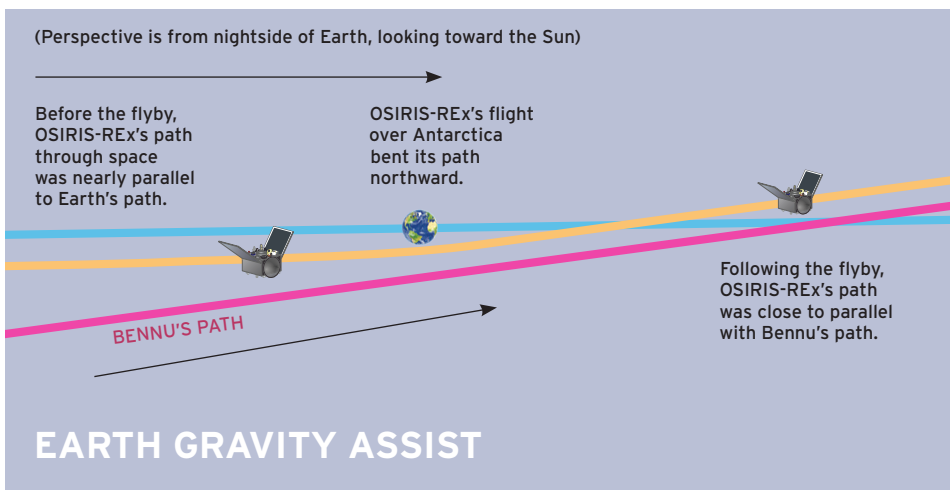 (Perspective is from nightside of Earth, looking toward the Sun)
Before the flyby,
OSIRIS-REx's path
through space
was nearly parallel
to Earth's path.
OSIRIS-REx's flight
over Antarctica
bent its path
northward.
Following the flyby,
OSIRIS-REx's path
was close to parallel
with Bennu's path.
BENNU'S PATH
EARTH GRAVITY ASSIST